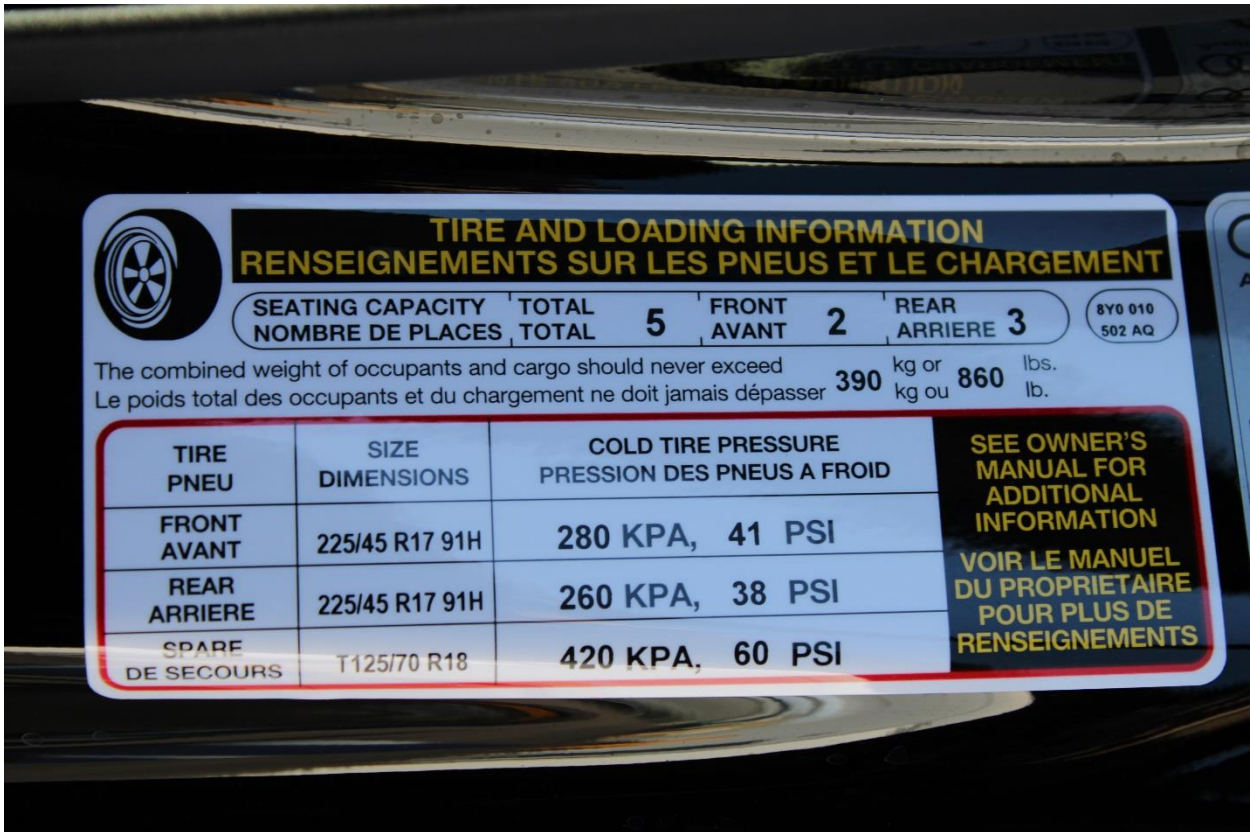 TIRE AND LOADING INFORMATION
RENSEIGNEMENTS SUR LES PNEUS ET LE CHARGEMENT
SEATING CAPACITY TOTAL 5 FRONT 2 REAR 3
NOMBRE DE PLACES TOTAL AVANT ARRIERE
8Y0 010
502 AQ
The combined weight of occupants and cargo should never exceed 390 kg or 860 lbs.
Le poids total des occupants et du chargement ne doit jamais dépasser kg ou lb.
TIRE SIZE COLD TIRE PRESSURE
PNEU DIMENSIONS PRESSION DES PNEUS A FROID
FRONT
AVANT 225/45 R17 91H 280 KPA, 41 PSI
REAR
ARRIERE 225/45 R17 91H 260 KPA, 38 PSI
SPARE
DE SECOURS T125/70 R18 420 KPA, 60 PSI
SEE OWNER'S
MANUAL FOR
ADDITIONAL
INFORMATION
VOIR LE MANUEL
DU PROPRIETAIRE
POUR PLUS DE
RENSEIGNEMENTS